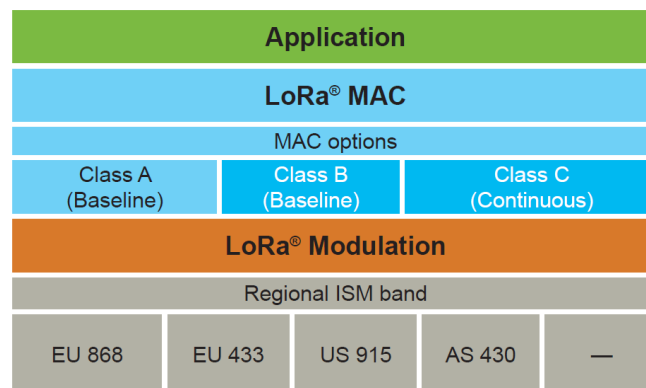 Application
LoRa® MAC
MAC options
Class A
(Baseline)
Class B
(Baseline)
Class C
(Continuous)
LoRa® Modulation
Regional ISM band
EU 868
EU 433
US 915
AS 430
—